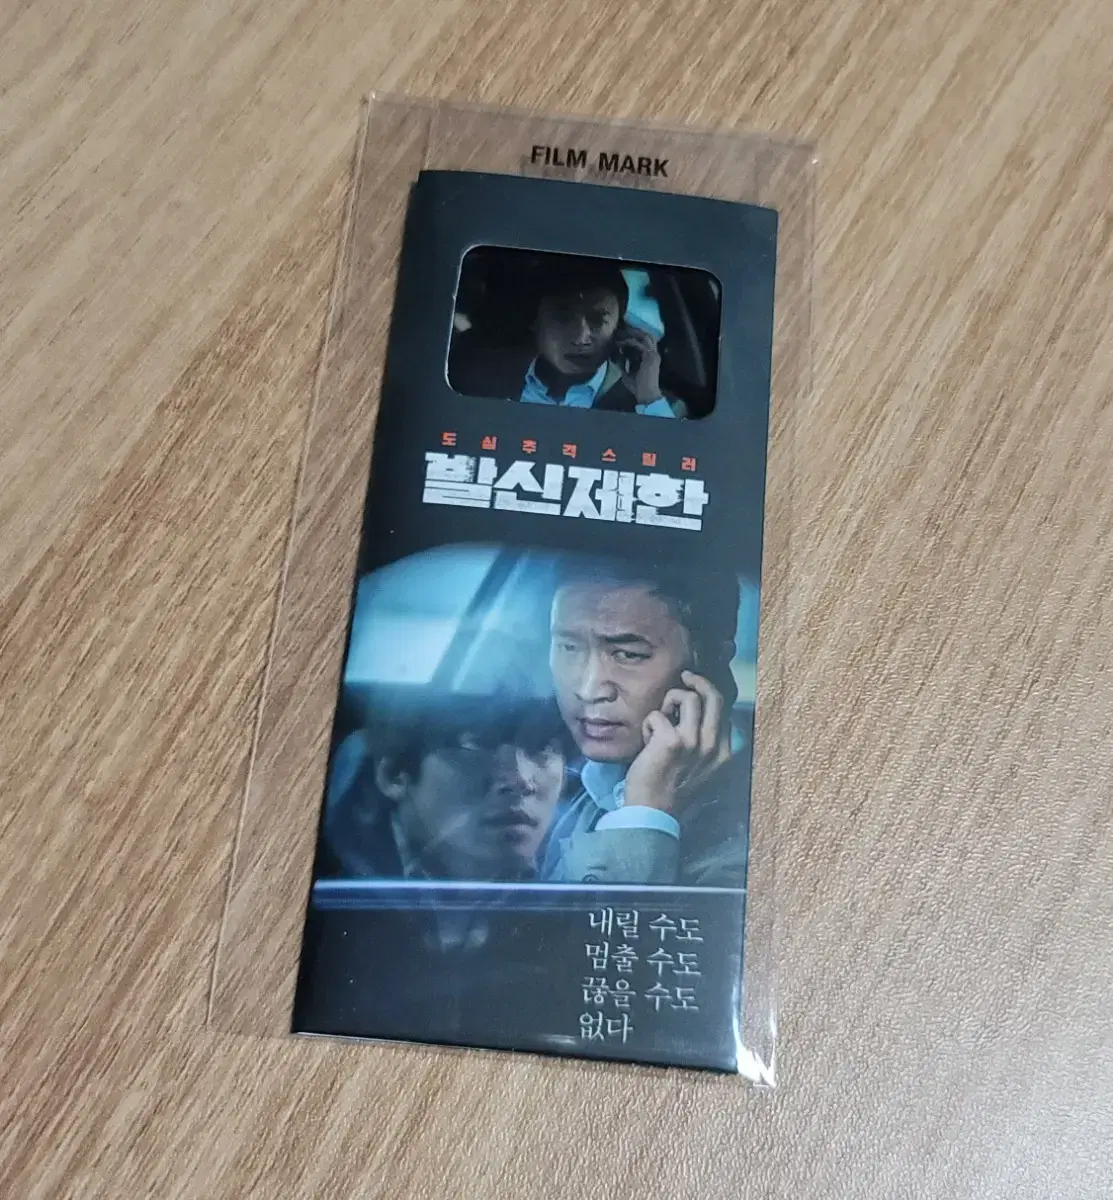 FILM MARK
도심추격스릴러
발신제한
내릴 수도
멈출 수도
끊을 수도
없다